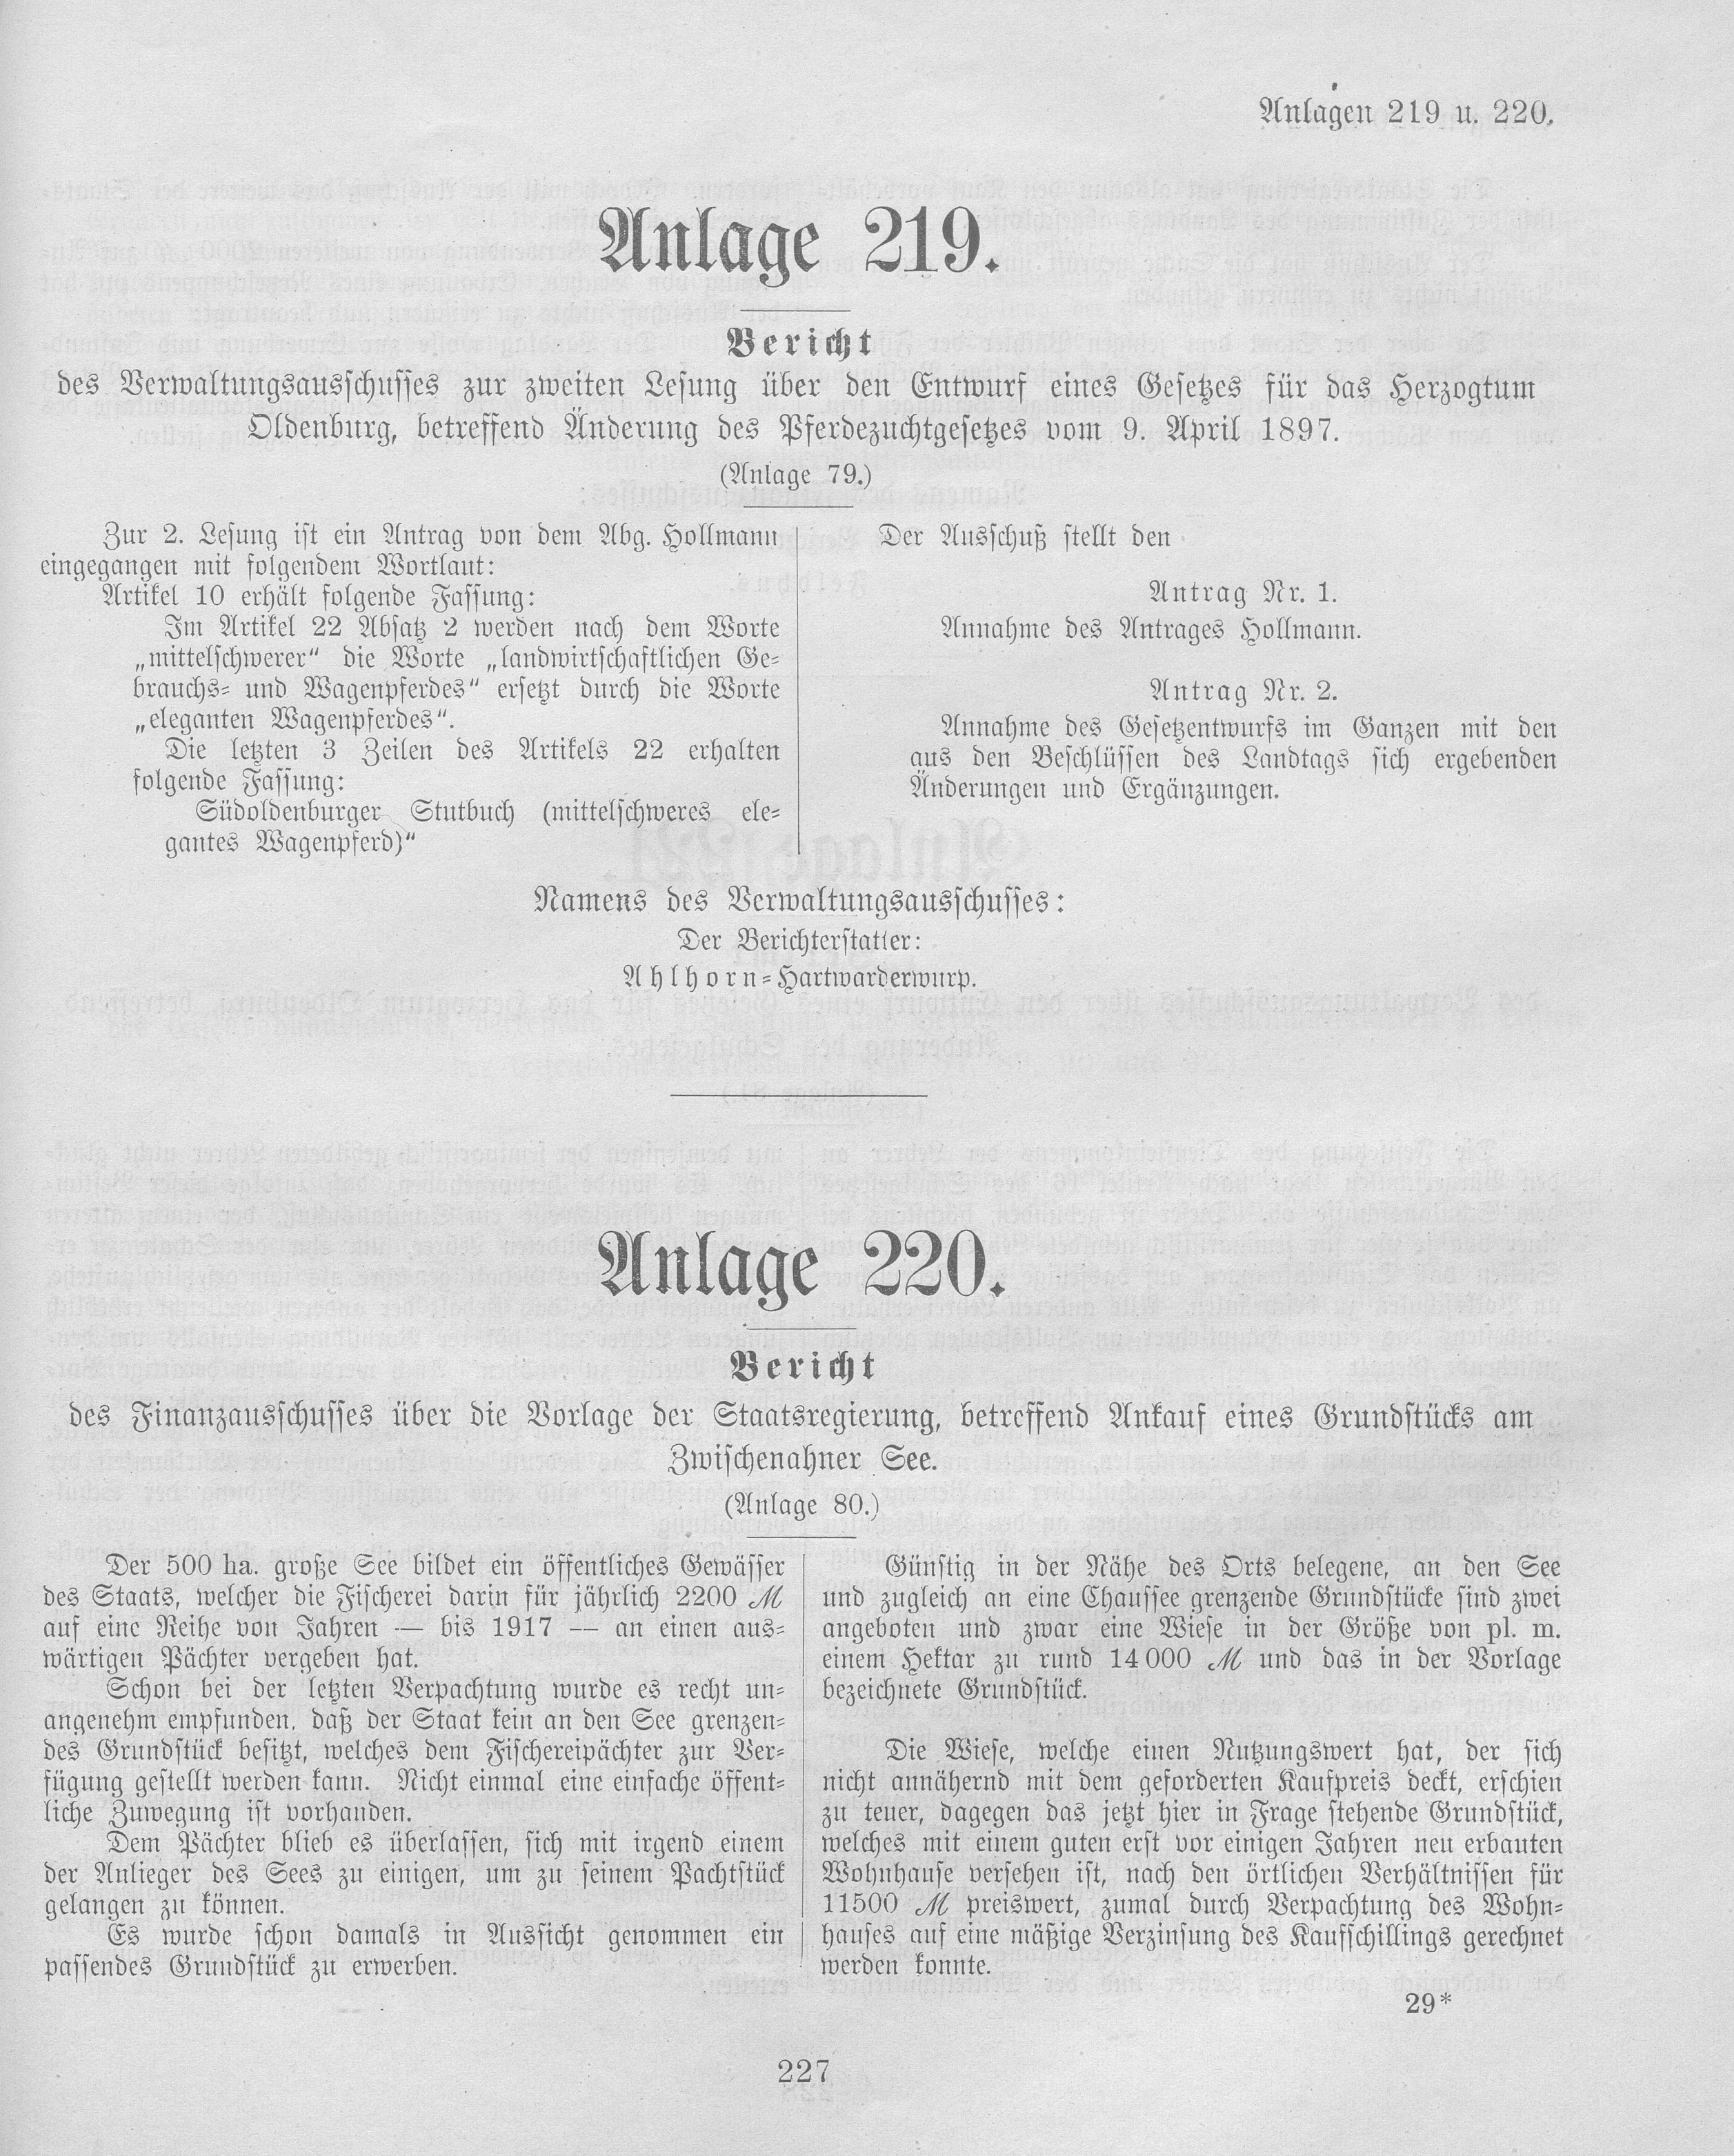 Anlagen 219 u. 220.
Anlage 219.
Bericht
des Verwaltungsausschusses zur zweiten Lesung über den Entwurf eines Gesetzes für das Herzogtum
Oldenburg, betreffend Änderung des Pferdezuchtgesetzes vom 9. April 1897.
(Anlage 79.)
Zur 2. Lesung ist ein Antrag von dem Abg. Hollmann
eingegangen mit folgendem Wortlaut:
Artikel 10 erhält folgende Fassung:
Im Artikel 22 Absatz 2 werden nach dem Worte
„mittelschwerer“ die Worte „landwirtschaftlichen Ge-
brauchs- und Wagenpferdes“ ersetzt durch die Worte
„eleganten Wagenpferdes“.
Die letzten 3 Zeilen des Artikels 22 erhalten
folgende Fassung:
Südoldenburger Stutbuch (mittelschweres ele-
gantes Wagenpferd)“
Der Ausschuß stellt den
Antrag Nr. 1.
Annahme des Antrages Hollmann.
Antrag Nr. 2.
Annahme des Gesetzentwurfs im Ganzen mit den
aus den Beschlüssen des Landtags sich ergebenden
Änderungen und Ergänzungen.
Namens des Verwaltungsausschusses:
Der Berichterstatter:
Ahlhorn-Hartwarderwurp.
Anlage 220.
Bericht
des Finanzausschusses über die Vorlage der Staatsregierung, betreffend Ankauf eines Grundstücks am
Zwischenahner See.
(Anlage 80.)
Der 500 ha. große See bildet ein öffentliches Gewässer
des Staats, welcher die Fischerei darin für jährlich 2200 ℳ
auf eine Reihe von Jahren — bis 1917 — an einen aus-
wärtigen Pächter vergeben hat.
Schon bei der letzten Verpachtung wurde es recht un-
angenehm empfunden, daß der Staat kein an den See grenzen-
des Grundstück besitzt, welches dem Fischereipächter zur Ver-
fügung gestellt werden kann. Nicht einmal eine einfache öffent-
liche Zuwegung ist vorhanden.
Dem Pächter blieb es überlassen, sich mit irgend einem
der Anlieger des Sees zu einigen, um zu seinem Pachtstück
gelangen zu können.
Es wurde schon damals in Aussicht genommen ein
passendes Grundstück zu erwerben.
Günstig in der Nähe des Orts belegene, an den See
und zugleich an eine Chaussee grenzende Grundstücke sind zwei
angeboten und zwar eine Wiese in der Größe von pl. m.
einem Hektar zu rund 14000 ℳ und das in der Vorlage
bezeichnete Grundstück.
Die Wiese, welche einen Nutzungswert hat, der sich
nicht annähernd mit dem geforderten Kaufpreis deckt, erschien
zu teuer, dagegen das jetzt hier in Frage stehende Grundstück,
welches mit einem guten erst vor einigen Jahren neu erbauten
Wohnhause versehen ist, nach den örtlichen Verhältnissen für
11500 ℳ preiswert, zumal durch Verpachtung des Wohn-
hauses auf eine mäßige Verzinsung des Kaufschillings gerechnet
werden konnte.
29*
227